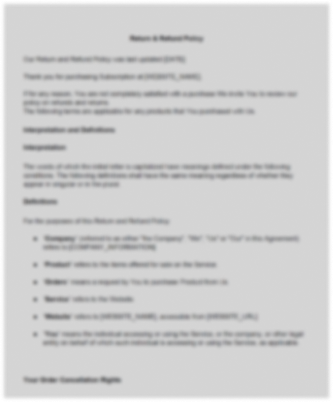 Return & Refund Policy
Our Return and Refund Policy was last updated [DATE]
Thank you for purchasing Subscription at [WEBSITE_NAME].
If for any reason, You are not completely satisfied with a purchase We invite You to review our
policy on refunds and returns.
The following terms are applicable for any products that You purchased with Us.
Interpretation and Definitions
Interpretation
The words of which the initial letter is capitalized have meanings defined under the following
conditions. The following definitions shall have the same meaning regardless of whether they
appear in singular or in the plural.
Definitions
For the purposes of this Return and Refund Policy:
● "Company" (referred to as either "the Company", "We", "Us" or "Our" in this Agreement)
refers to [COMPANY_INFORMATION]
● "Product" refers to the items offered for sale on the Service.
● "Orders" means a request by You to purchase Product from Us.
● "Service" refers to the Website.
● "Website" refers to [WEBSITE_NAME], accessible from [WEBSITE_URL]
● "You" means the individual accessing or using the Service, or the company, or other legal
entity on behalf of which such individual is accessing or using the Service, as applicable.
Your Order Cancellation Rights